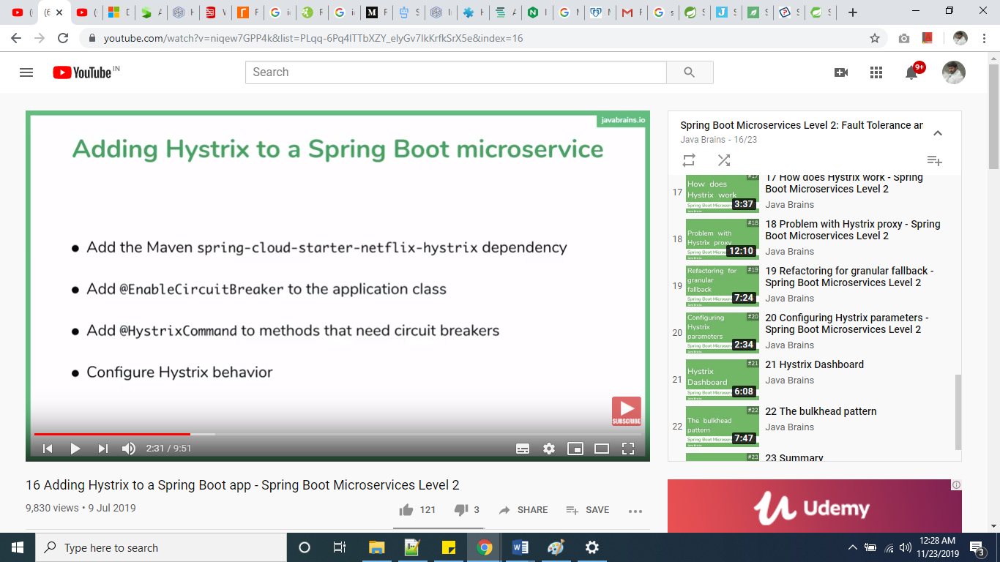 youtube.com/watch?v=niqew7GPP4k&list=PLqq-6Pq4lTTbXZY_elyGv7IkKrfkSrX5e&index=16
YouTube IN
Search
9+
javabrains.io
Adding Hystrix to a Spring Boot microservice
● Add the Maven spring-cloud-starter-netflix-hystrix dependency
● Add @EnableCircuitBreaker to the application class
● Add @HystrixCommand to methods that need circuit breakers
● Configure Hystrix behavior
SUBSCRIBE
2:31 / 9:51
16 Adding Hystrix to a Spring Boot app - Spring Boot Microservices Level 2
9,830 views • 9 Jul 2019
121
3
SHARE
SAVE
Spring Boot Microservices Level 2: Fault Tolerance an
Java Brains - 16/23
17
How does
Hystrix work
#17
3:37
17 How does Hystrix work - Spring
Boot Microservices Level 2
Java Brains
18
Problem with
Hystrix proxy
#18
12:10
18 Problem with Hystrix proxy - Spring
Boot Microservices Level 2
Java Brains
19
Refactoring for
granular
fallback
#19
7:24
19 Refactoring for granular fallback -
Spring Boot Microservices Level 2
Java Brains
20
Configuring
Hystrix
parameters
#20
2:34
20 Configuring Hystrix parameters -
Spring Boot Microservices Level 2
Java Brains
21
Hystrix
Dashboard
#21
6:08
21 Hystrix Dashboard
Java Brains
22
The bulkhead
pattern
#22
7:47
22 The bulkhead pattern
Java Brains
#23
23 Summary
Udemy
Type here to search
12:28 AM
11/23/2019
3